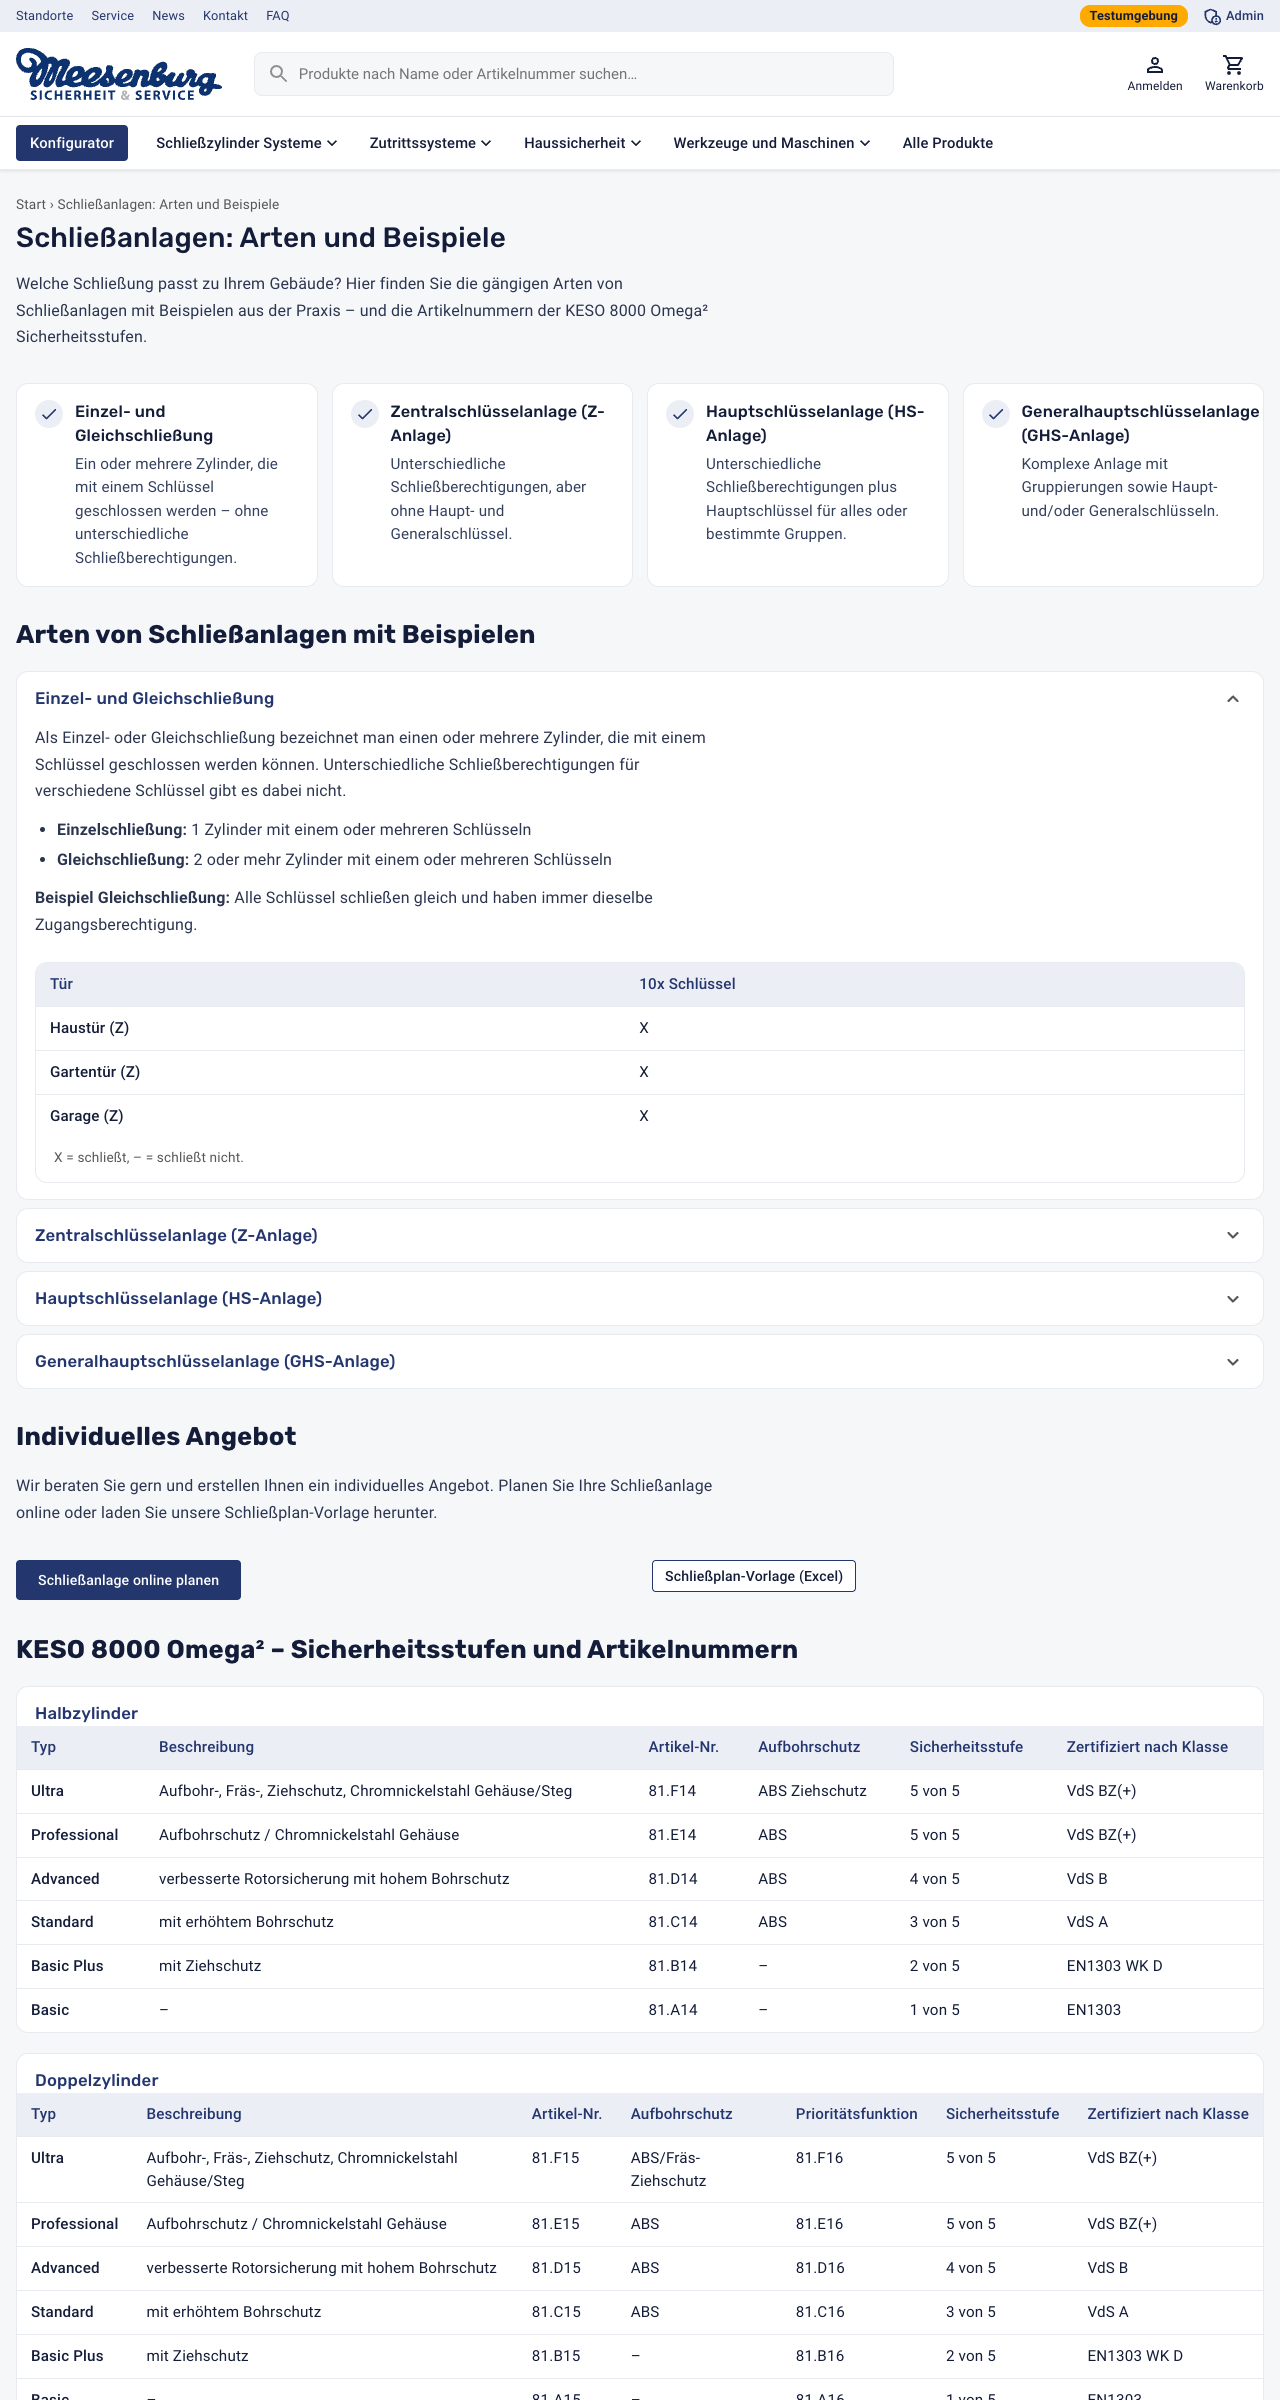 Standorte Service News Kontakt FAQ Testumgebung Admin
Meesenburg
SICHERHEIT & SERVICE
Produkte nach Name oder Artikelnummer suchen...
Anmelden Warenkorb
Konfigurator Schließzylinder Systeme Zutrittssysteme Haussicherheit Werkzeuge und Maschinen Alle Produkte
Start › Schließanlagen: Arten und Beispiele
Schließanlagen: Arten und Beispiele
Welche Schließung passt zu Ihrem Gebäude? Hier finden Sie die gängigen Arten von
Schließanlagen mit Beispielen aus der Praxis – und die Artikelnummern der KESO 8000 Omega²
Sicherheitsstufen.
Einzel- und
Gleichschließung
Ein oder mehrere Zylinder, die
mit einem Schlüssel
geschlossen werden – ohne
unterschiedliche
Schließberechtigungen.
Zentralschlüsselanlage (Z-
Anlage)
Unterschiedliche
Schließberechtigungen, aber
ohne Haupt- und
Generalschlüssel.
Hauptschlüsselanlage (HS-
Anlage)
Unterschiedliche
Schließberechtigungen plus
Hauptschlüssel für alles oder
bestimmte Gruppen.
Generalhauptschlüsselanlage
(GHS-Anlage)
Komplexe Anlage mit
Gruppierungen sowie Haupt-
und/oder Generalschlüsseln.
Arten von Schließanlagen mit Beispielen
Einzel- und Gleichschließung
Als Einzel- oder Gleichschließung bezeichnet man einen oder mehrere Zylinder, die mit einem
Schlüssel geschlossen werden können. Unterschiedliche Schließberechtigungen für
verschiedene Schlüssel gibt es dabei nicht.
• Einzelschließung: 1 Zylinder mit einem oder mehreren Schlüsseln
• Gleichschließung: 2 oder mehr Zylinder mit einem oder mehreren Schlüsseln
Beispiel Gleichschließung: Alle Schlüssel schließen gleich und haben immer dieselbe
Zugangsberechtigung.
Tür 10x Schlüssel
Haustür (Z) X
Gartentür (Z) X
Garage (Z) X
X = schließt, – = schließt nicht.
Zentralschlüsselanlage (Z-Anlage)
Hauptschlüsselanlage (HS-Anlage)
Generalhauptschlüsselanlage (GHS-Anlage)
Individuelles Angebot
Wir beraten Sie gern und erstellen Ihnen ein individuelles Angebot. Planen Sie Ihre Schließanlage
online oder laden Sie unsere Schließplan-Vorlage herunter.
Schließanlage online planen Schließplan-Vorlage (Excel)
KESO 8000 Omega² – Sicherheitsstufen und Artikelnummern
Halbzylinder
Typ Beschreibung Artikel-Nr. Aufbohrschutz Sicherheitsstufe Zertifiziert nach Klasse
Ultra Aufbohr-, Fräs-, Ziehschutz, Chromnickelstahl Gehäuse/Steg 81.F14 ABS Ziehschutz 5 von 5 VdS BZ(+)
Professional Aufbohrschutz / Chromnickelstahl Gehäuse 81.E14 ABS 5 von 5 VdS BZ(+)
Advanced verbesserte Rotorsicherung mit hohem Bohrschutz 81.D14 ABS 4 von 5 VdS B
Standard mit erhöhtem Bohrschutz 81.C14 ABS 3 von 5 VdS A
Basic Plus mit Ziehschutz 81.B14 – 2 von 5 EN1303 WK D
Basic – 81.A14 – 1 von 5 EN1303
Doppelzylinder
Typ Beschreibung Artikel-Nr. Aufbohrschutz Prioritätsfunktion Sicherheitsstufe Zertifiziert nach Klasse
Ultra Aufbohr-, Fräs-, Ziehschutz, Chromnickelstahl 81.F15 ABS/Fräs- 81.F16 5 von 5 VdS BZ(+)
Gehäuse/Steg Ziehschutz
Professional Aufbohrschutz / Chromnickelstahl Gehäuse 81.E15 ABS 81.E16 5 von 5 VdS BZ(+)
Advanced verbesserte Rotorsicherung mit hohem Bohrschutz 81.D15 ABS 81.D16 4 von 5 VdS B
Standard mit erhöhtem Bohrschutz 81.C15 ABS 81.C16 3 von 5 VdS A
Basic Plus mit Ziehschutz 81.B15 – 81.B16 2 von 5 EN1303 WK D
Basic – 81.A15 – 81.A16 1 von 5 EN1303